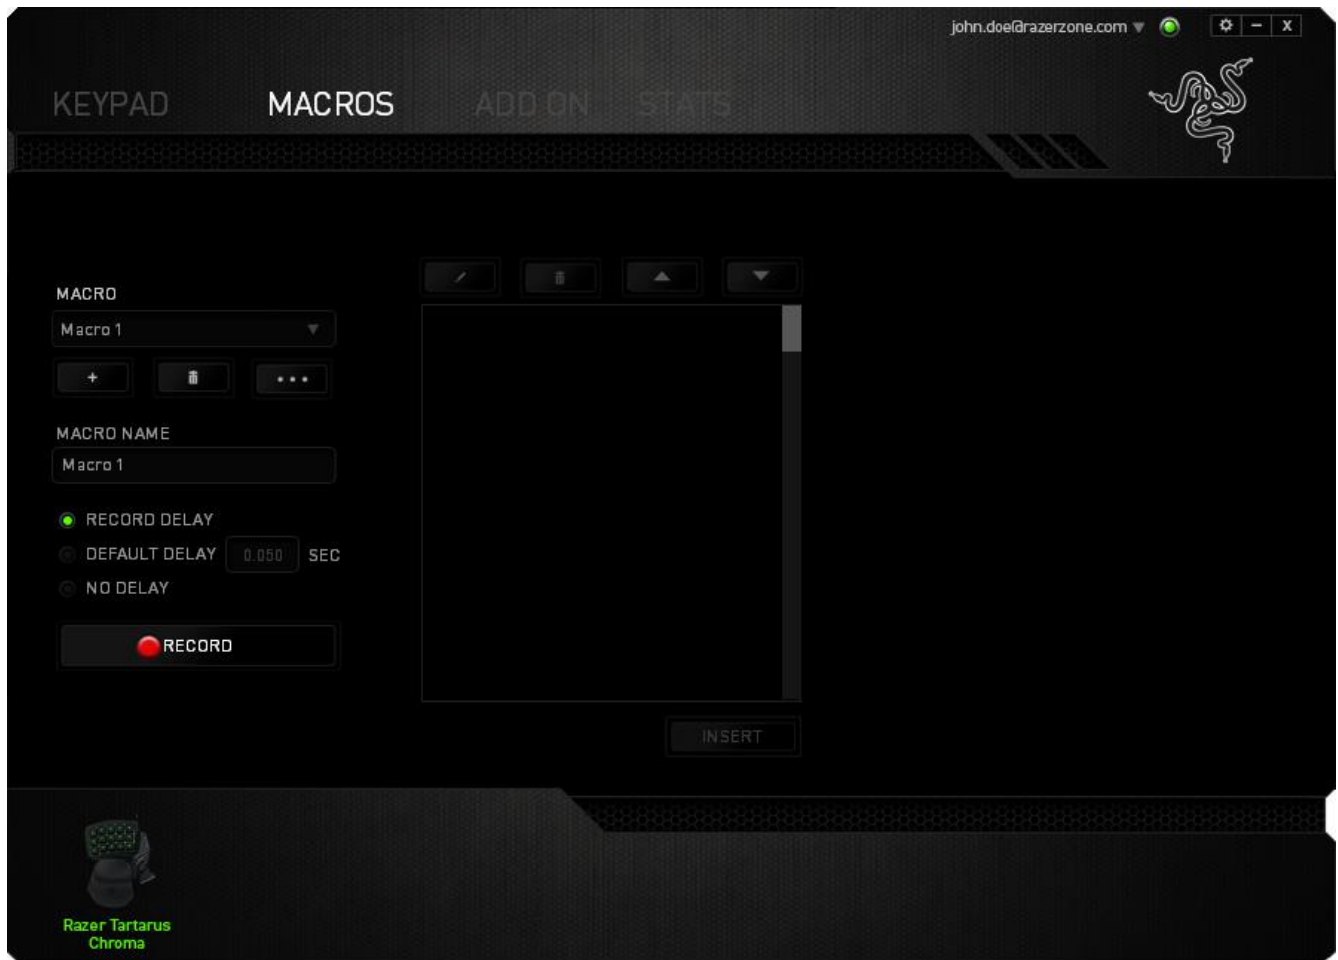 john.doe@razerzone.com
KEYPAD MACROS ADD ON STATS
MACRO
Macro 1
MACRO NAME
Macro 1
RECORD DELAY
DEFAULT DELAY 0.050 SEC
NO DELAY
RECORD
INSERT
Razer Tartarus
Chroma